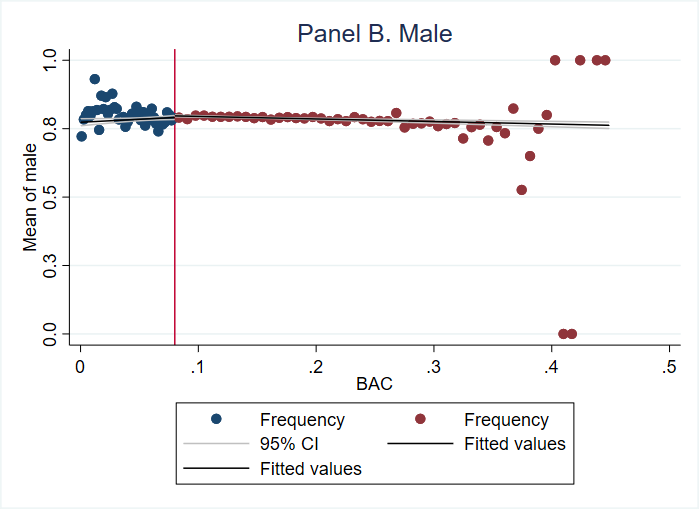 Panel B. Male
Mean of male
1.0
0.8
0.5
0.3
0.0
0 .1 .2 .3 .4 .5
BAC
Frequency Frequency
95% CI Fitted values
Fitted values